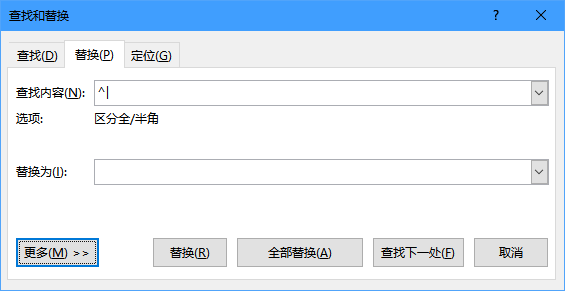 查找和替换
查找(D) 替换(P) 定位(G)
查找内容(N): ^
选项: 区分全/半角
替换为(I):
更多(M) >> 替换(R) 全部替换(A) 查找下一处(F) 取消